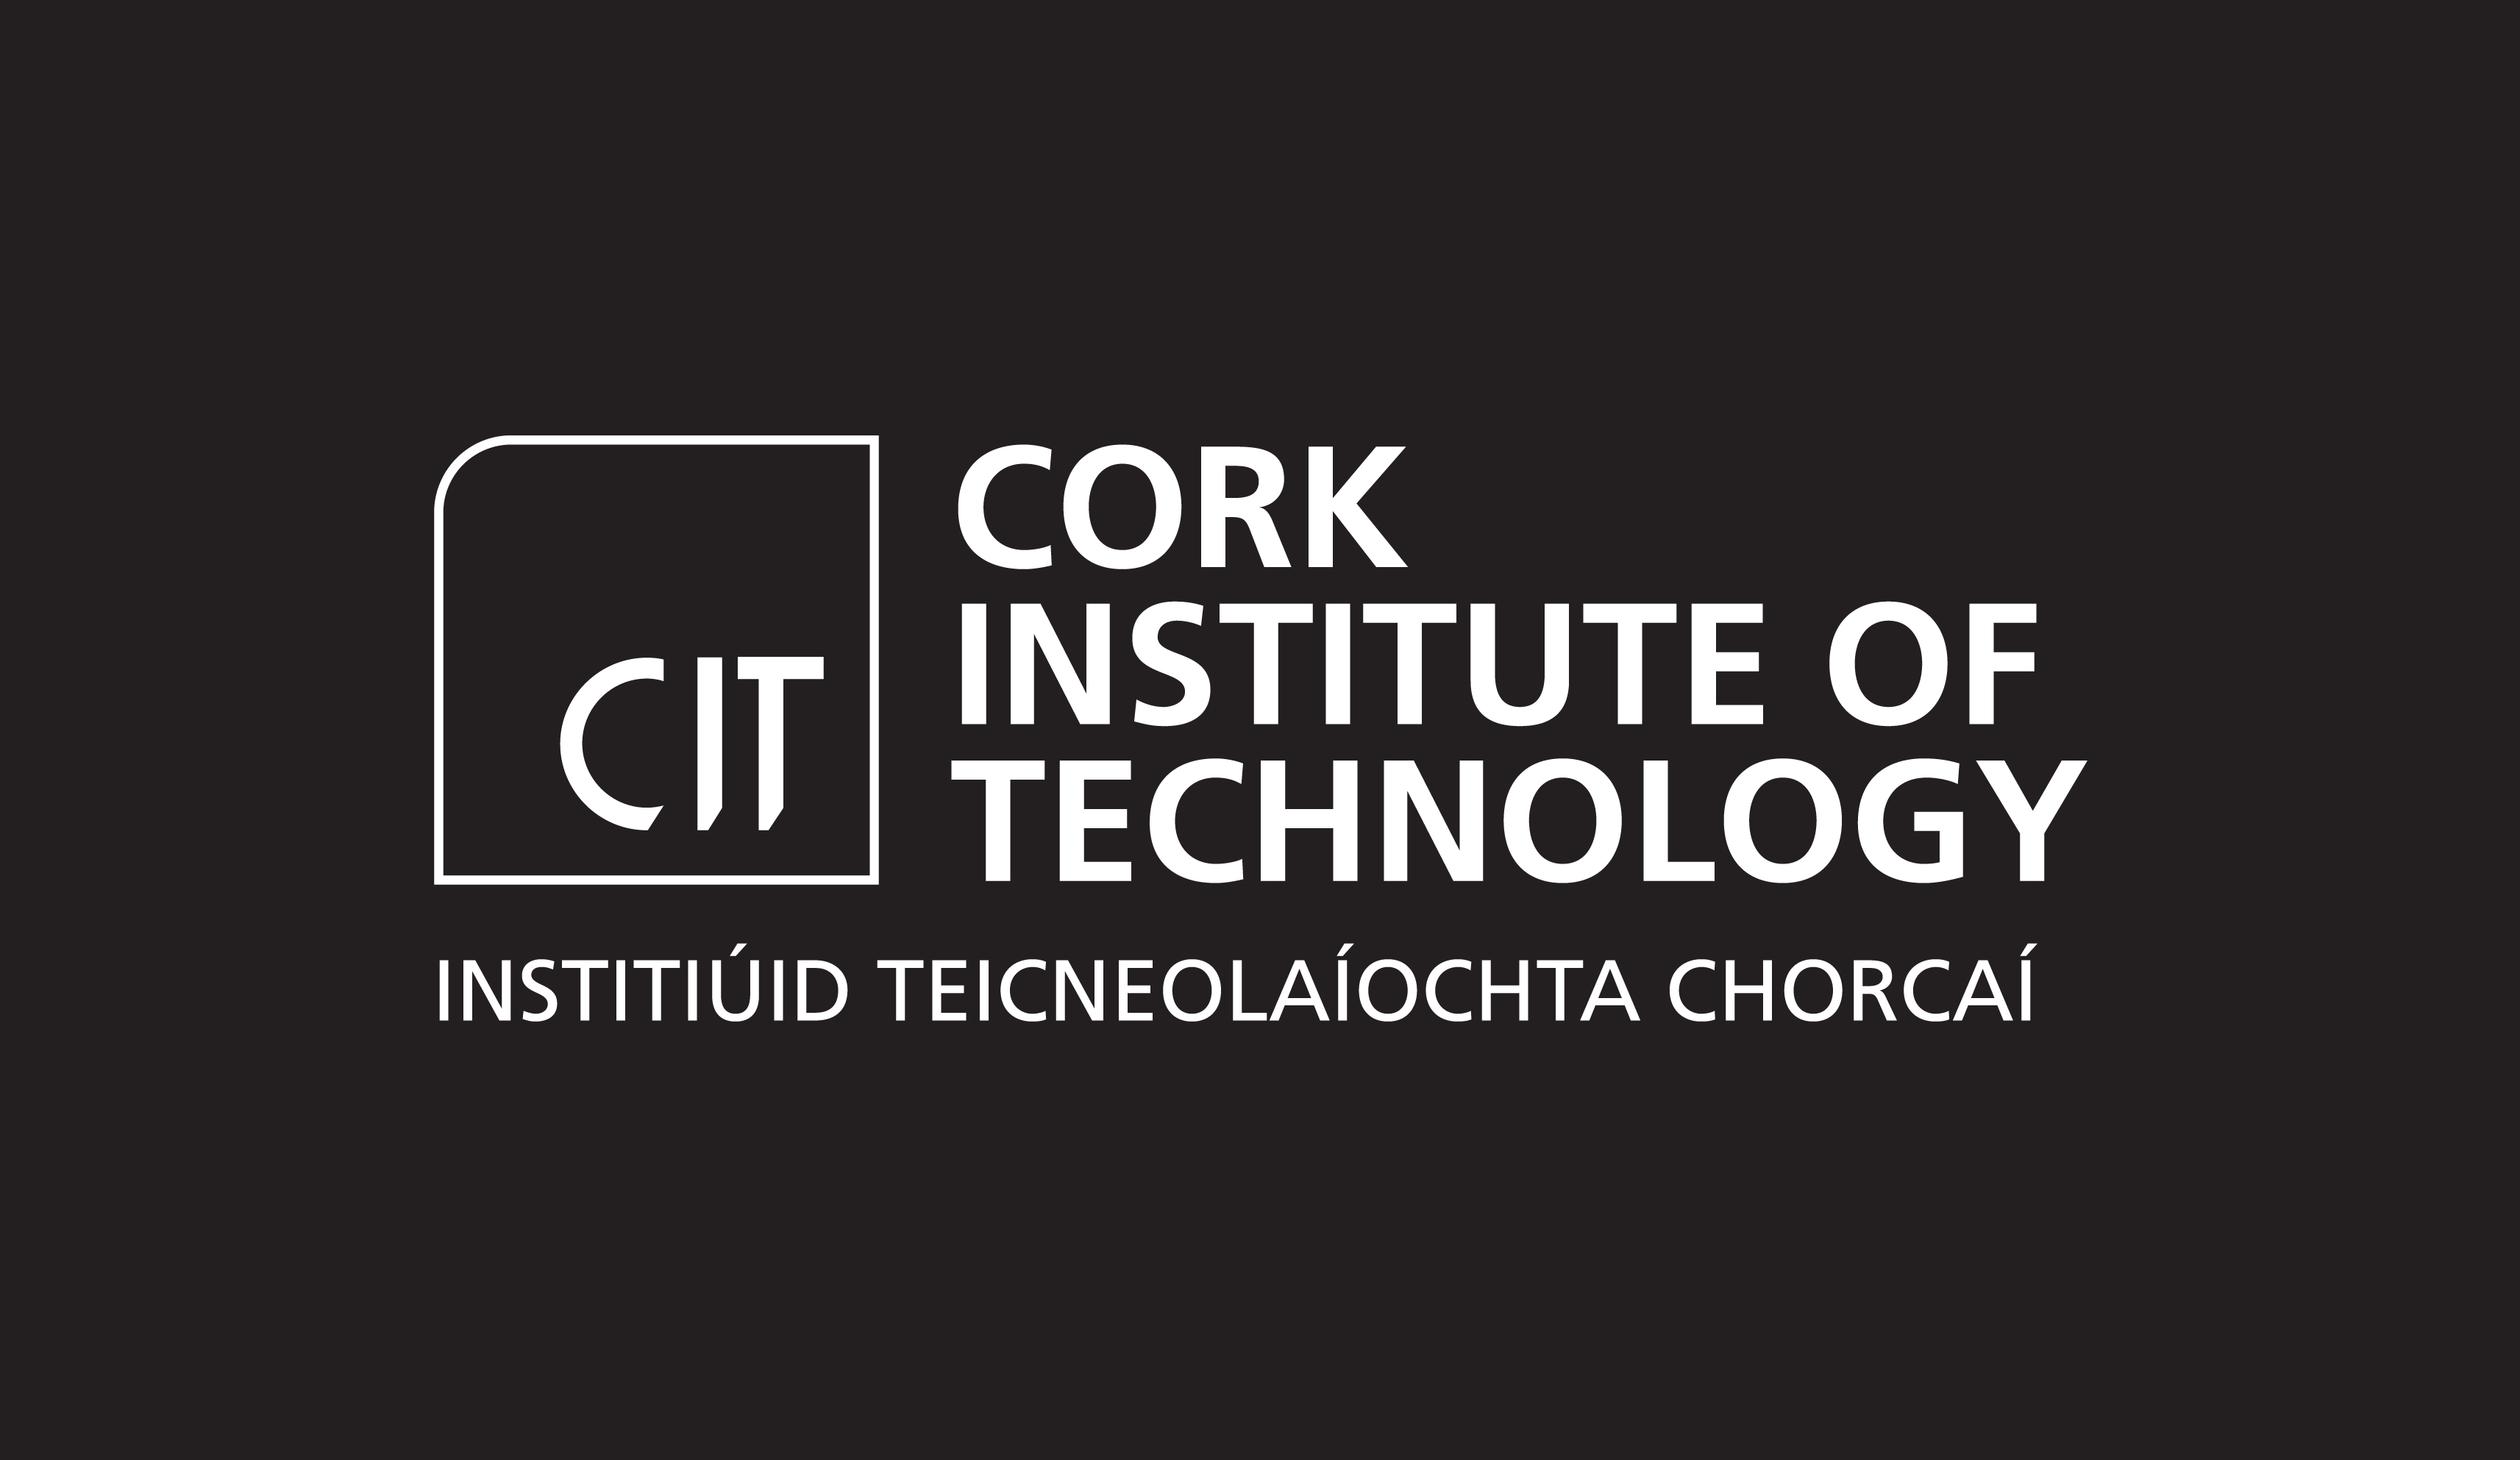 CIT
CORK
INSTITUTE OF
TECHNOLOGY
INSTITIÚID TEICNEOLAÍOCHTA CHORCAÍ